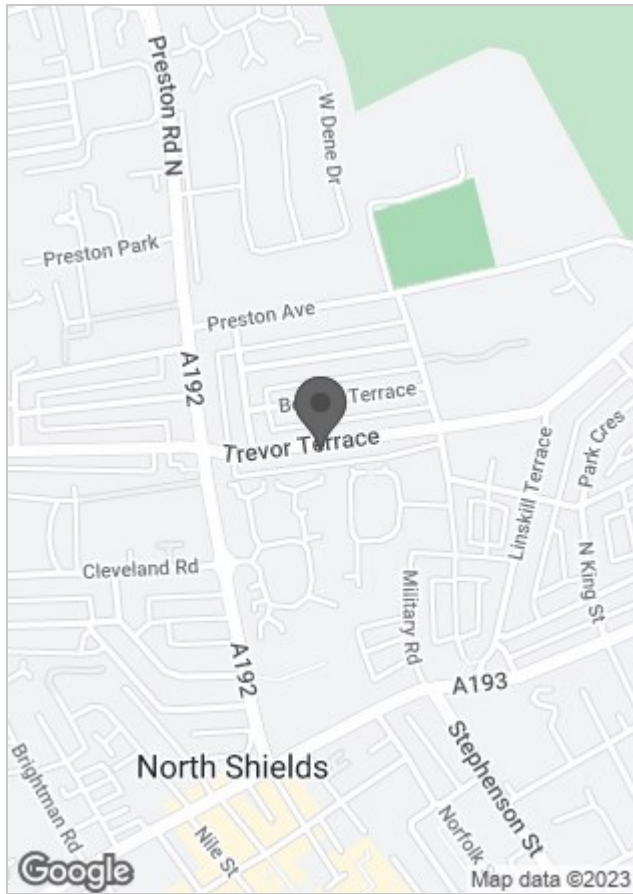 Preston Rd N
W Dene Dr
Preston Park
Preston Ave
A192
Terrace
Trevor Terrace
Linskill Terrace
Park Cres
Cleveland Rd
Military Rd
N King St
A192
A193
North Shields
Stephenson St
Brightman Rd
Nile St
Norfolk
Google
Map data ©2023